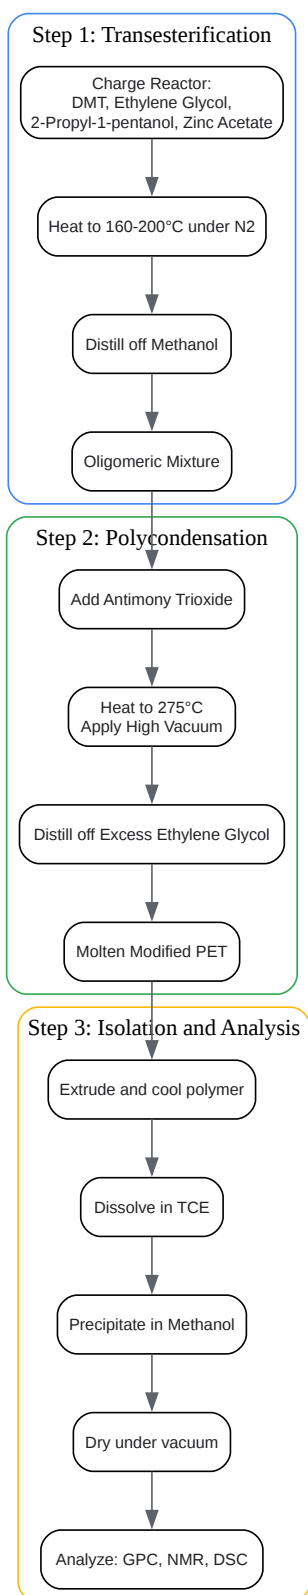 Step 1: Transesterification
Charge Reactor:
DMT, Ethylene Glycol,
2-Propyl-1-pentanol, Zinc Acetate
Heat to 160-200°C under N2
Distill off Methanol
Oligomeric Mixture
Step 2: Polycondensation
Add Antimony Trioxide
Heat to 275°C
Apply High Vacuum
Distill off Excess Ethylene Glycol
Molten Modified PET
Step 3: Isolation and Analysis
Extrude and cool polymer
Dissolve in TCE
Precipitate in Methanol
Dry under vacuum
Analyze: GPC, NMR, DSC